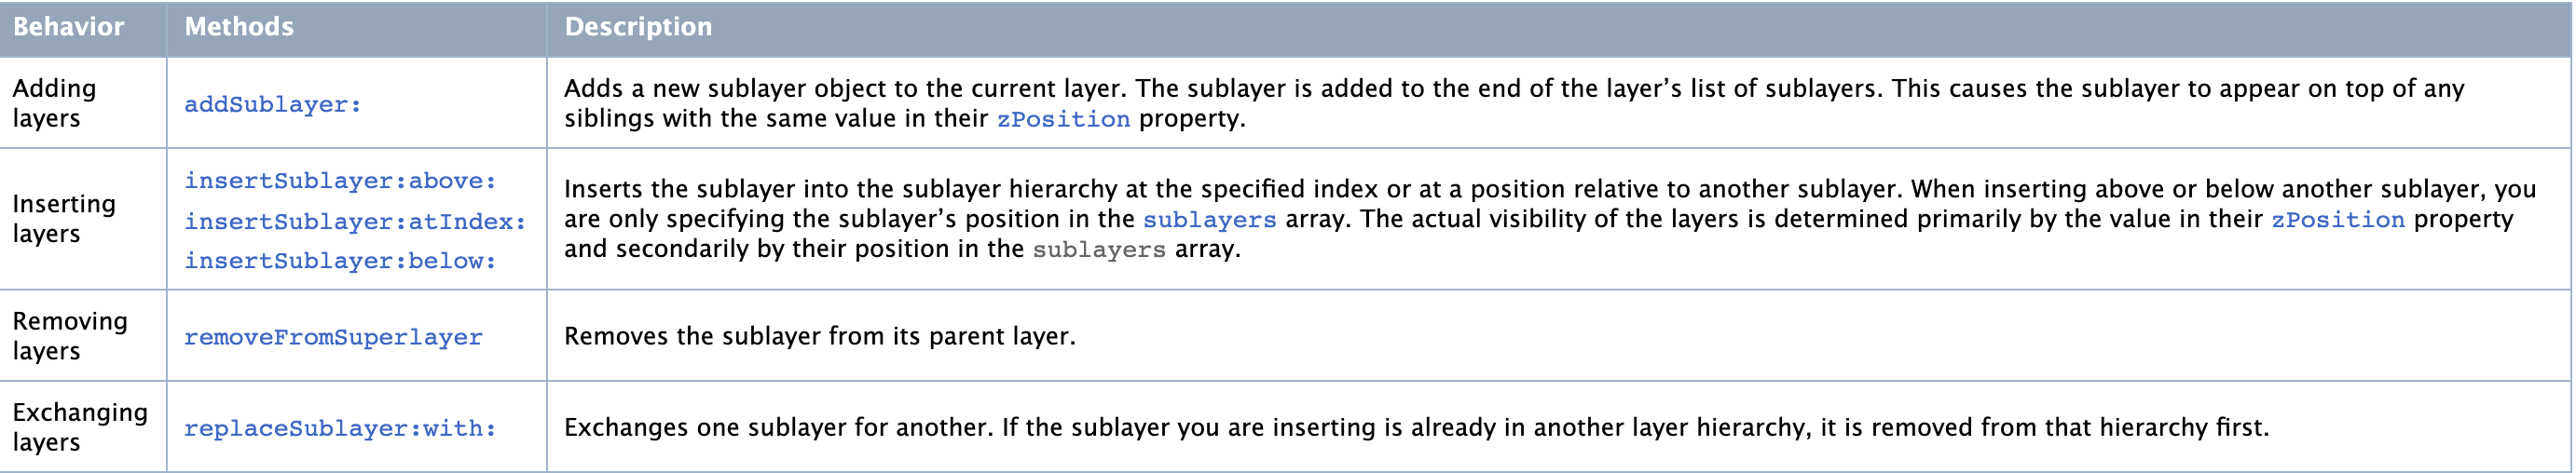 Behavior Methods Description
Adding
layers
addSublayer:
Adds a new sublayer object to the current layer. The sublayer is added to the end of the layer’s list of sublayers. This causes the sublayer to appear on top of any
siblings with the same value in their zPosition property.
Inserting
layers
insertSublayer:above:
insertSublayer:atIndex:
insertSublayer:below:
Inserts the sublayer into the sublayer hierarchy at the specified index or at a position relative to another sublayer. When inserting above or below another sublayer, you
are only specifying the sublayer’s position in the sublayers array. The actual visibility of the layers is determined primarily by the value in their zPosition property
and secondarily by their position in the sublayers array.
Removing
layers
removeFromSuperlayer
Removes the sublayer from its parent layer.
Exchanging
layers
replaceSublayer:with:
Exchanges one sublayer for another. If the sublayer you are inserting is already in another layer hierarchy, it is removed from that hierarchy first.